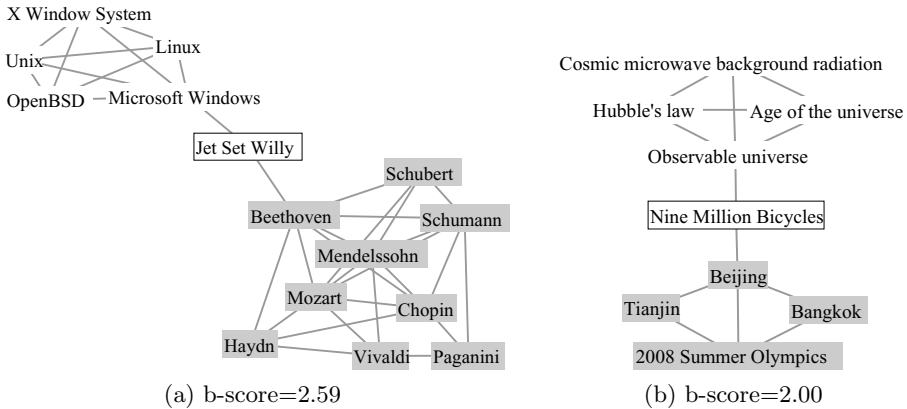 X Window System
Linux
Unix
OpenBSD
Microsoft Windows
Jet Set Willy
Schubert
Beethoven
Schumann
Mendelssohn
Mozart
Chopin
Haydn
Vivaldi
Paganini
(a) b-score=2.59
Cosmic microwave background radiation
Hubble's law
Age of the universe
Observable universe
Nine Million Bicycles
Beijing
Tianjin
Bangkok
2008 Summer Olympics
(b) b-score=2.00